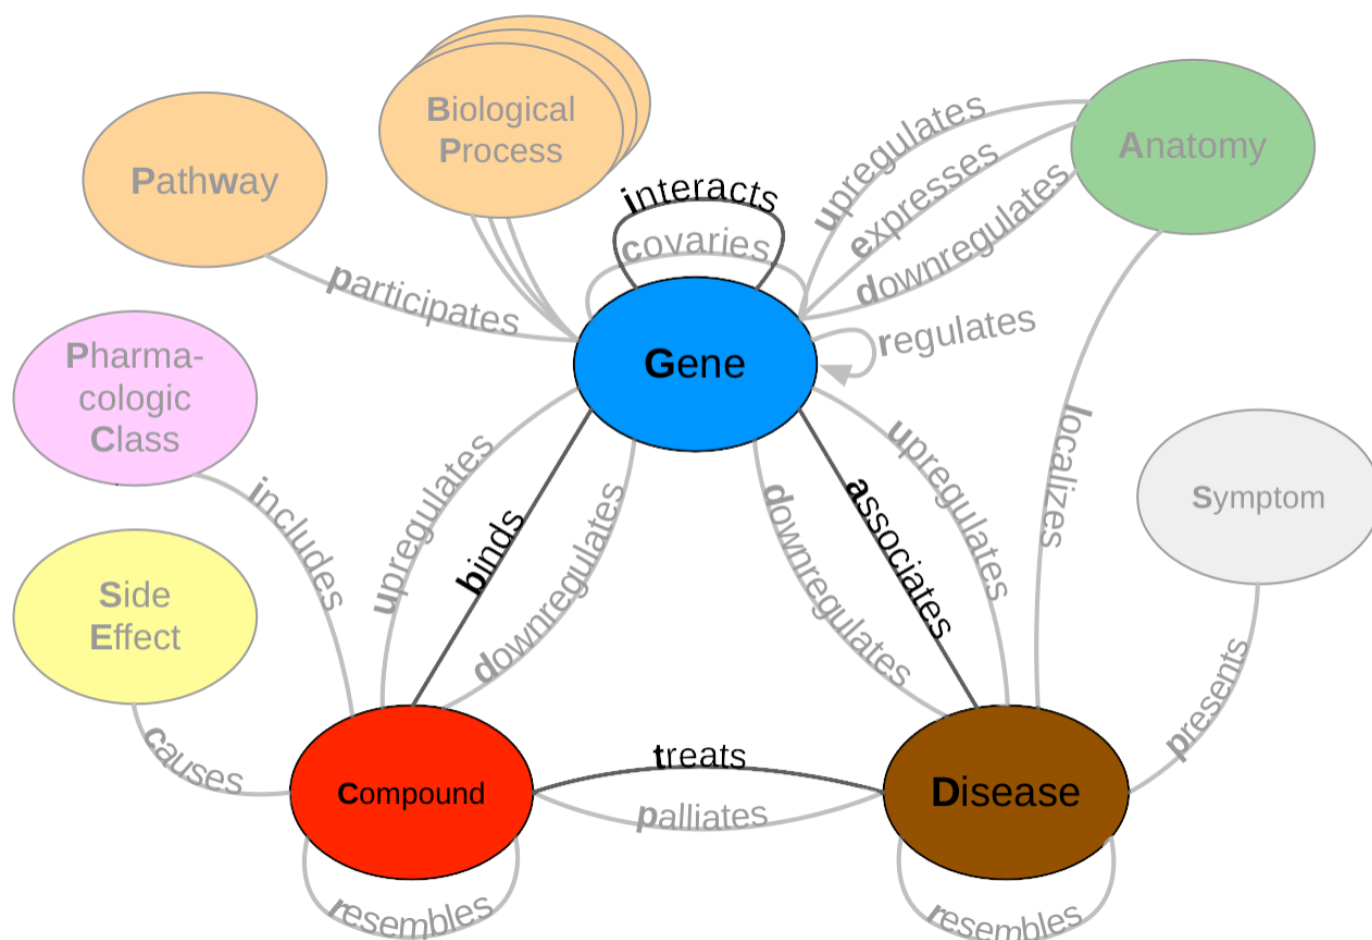 Biological
Process
Pathway
Anatomy
interacts
covaries
upregulates
expresses
downregulates
participates
regulates
Gene
Pharma-
cologic
Class
includes
upregulates
binds
downregulates
downregulates
associates
upregulates
localizes
Symptom
Side
Effect
causes
presents
Compound
treats
palliates
Disease
resembles
resembles